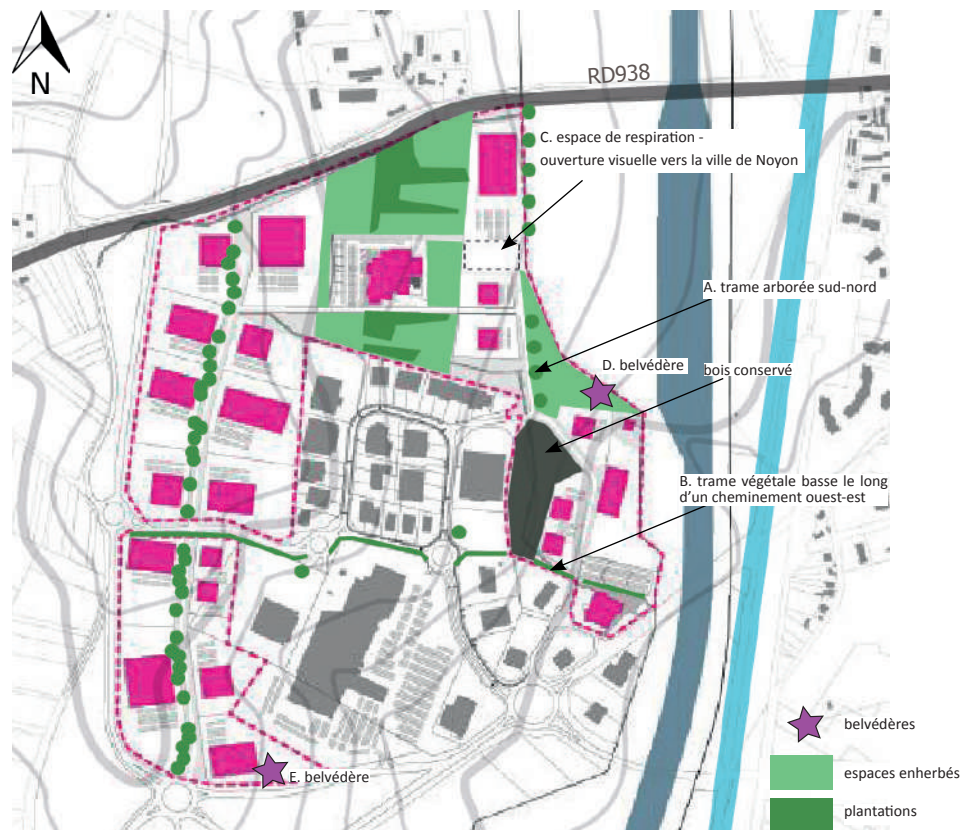 N
RD938
C. espace de respiration -
ouverture visuelle vers la ville de Noyon
A. trame arborée sud-nord
D. belvédère
bois conservé
B. trame végétale basse le long
d'un cheminement ouest-est
E. belvédère
belvédères
espaces enherbés
plantations